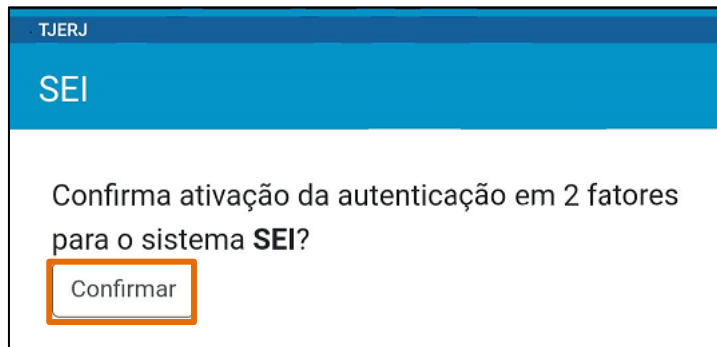 TJERJ
SEI
Confirma ativação da autenticação em 2 fatores
para o sistema SEI?
Confirmar